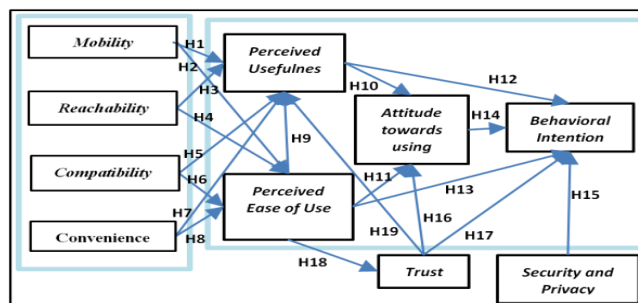 Mobility
H1
Perceived
Usefulnes
H2
H3
H10
H12
Reachability
H4
Attitude
towards
using
H14
Behavioral
Intention
H9
H5
Compatibility
H6
Perceived
Ease of Use
H11
H13
H15
H7
Convenience
H8
H16
H17
H19
H18
Trust
Security and
Privacy